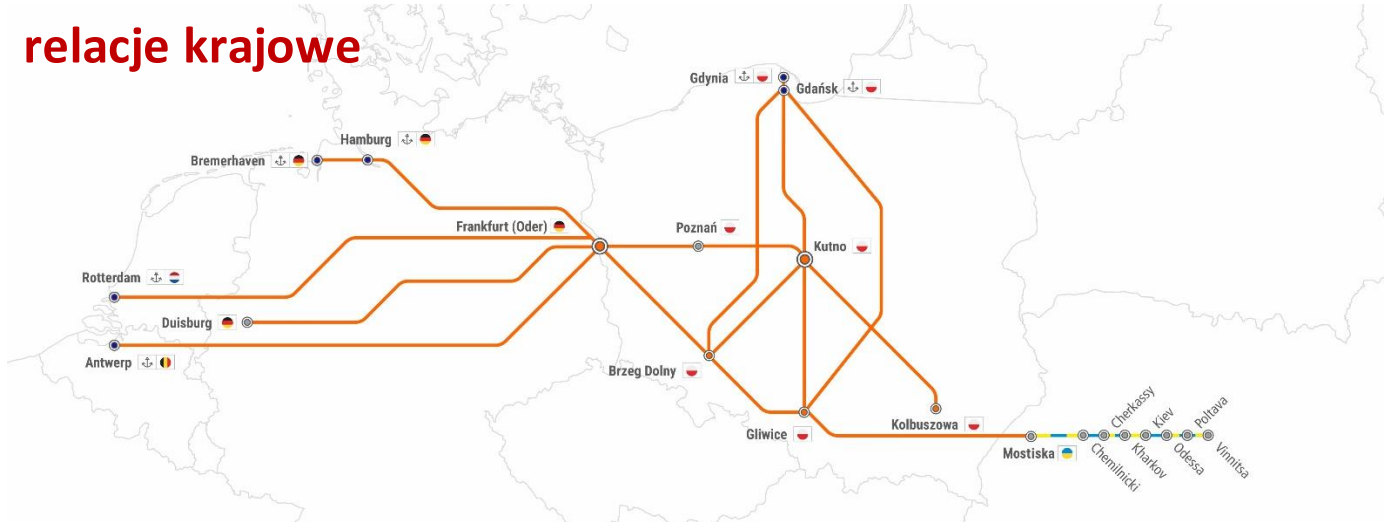 relacje krajowe
Gdynia
Gdańsk
Hamburg
Bremerhaven
Frankfurt (Oder)
Poznań
Kutno
Rotterdam
Duisburg
Antwerp
Brzeg Dolny
Gliwice
Kolbuszowa
Mostiska
Chemilnicki
Cherkassy
Kharkov
Kiev
Odessa
Poltava
Vinnitsa